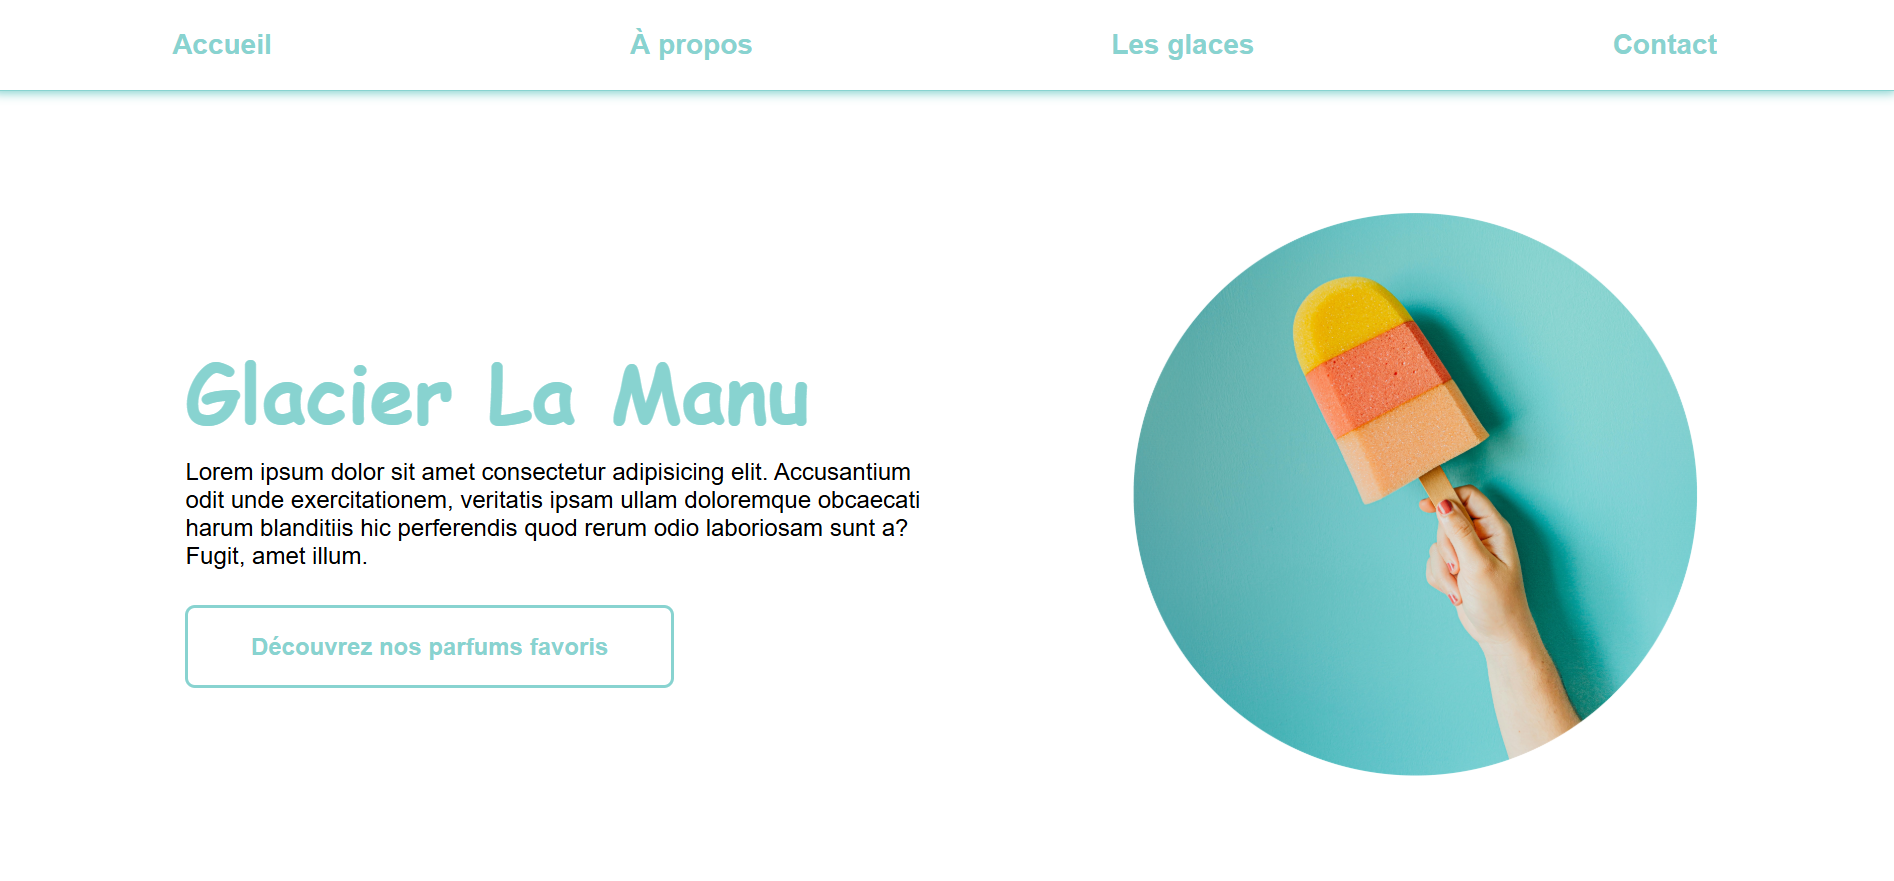 Accueil
À propos
Les glaces
Contact
Glacier La Manu
Lorem ipsum dolor sit amet consectetur adipisicing elit. Accusantium
odit unde exercitationem, veritatis ipsam ullam doloremque obcaecati
harum blanditiis hic perferendis quod rerum odio laboriosam sunt a?
Fugit, amet illum.
Découvrez nos parfums favoris